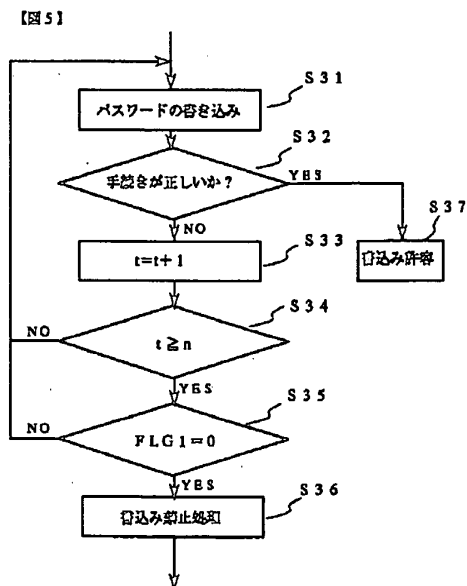 【図5】
S31
パスワードの書き込み
S32
手続きが正しいか?
YES
NO
S37
書込み許容
S33
t=t+1
S34
t≧n
NO
YES
S35
FLG1=0
NO
YES
S36
書込み禁止処理